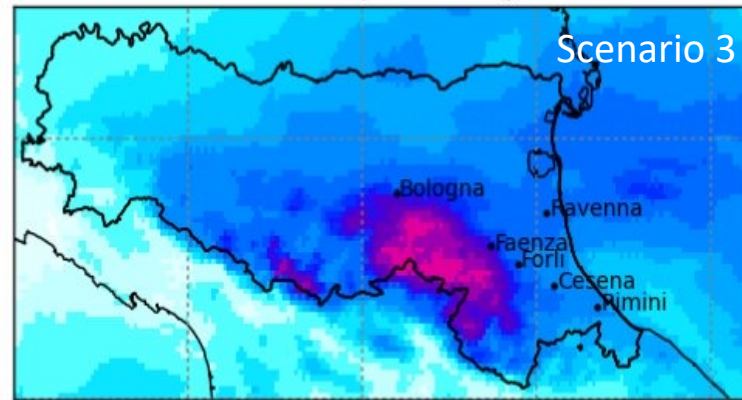 Scenario 3
Bologna
Ravenna
Faenza
Forlì
Cesena
Rimini